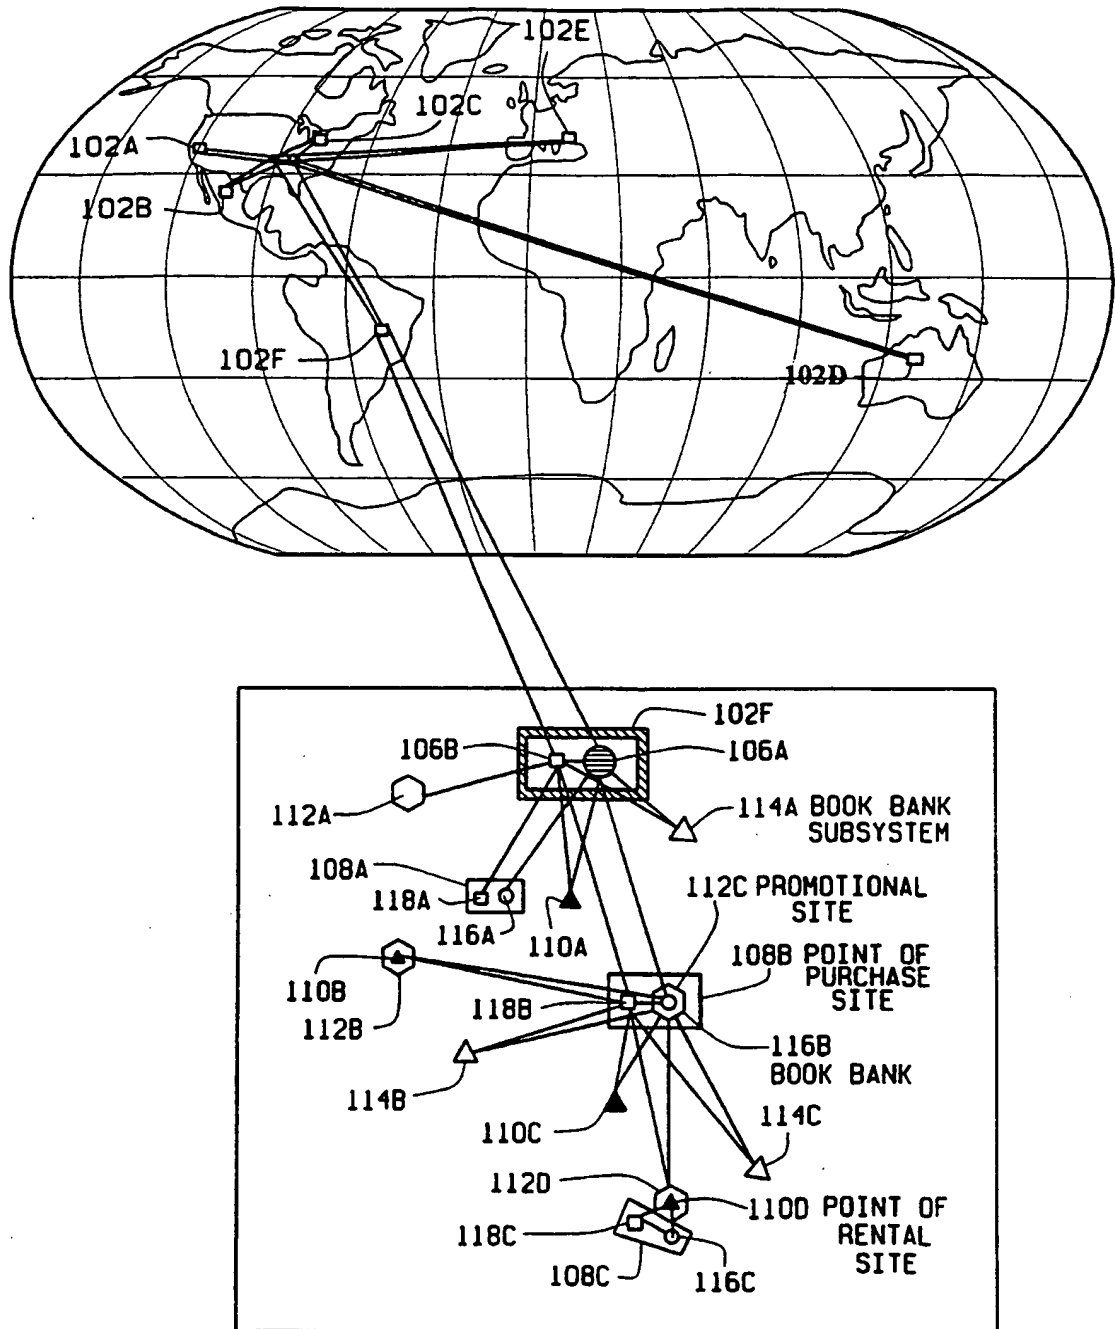 102E
102C
102A
102B
102F
102D
102F
106B
106A
112A
114A BOOK BANK
SUBSYSTEM
108A
118A
116A
110A
112C PROMOTIONAL
SITE
110B
112B
118B
108B POINT OF
PURCHASE
SITE
116B
BOOK BANK
114B
110C
114C
112D
110D POINT OF
RENTAL
SITE
118C
108C
116C